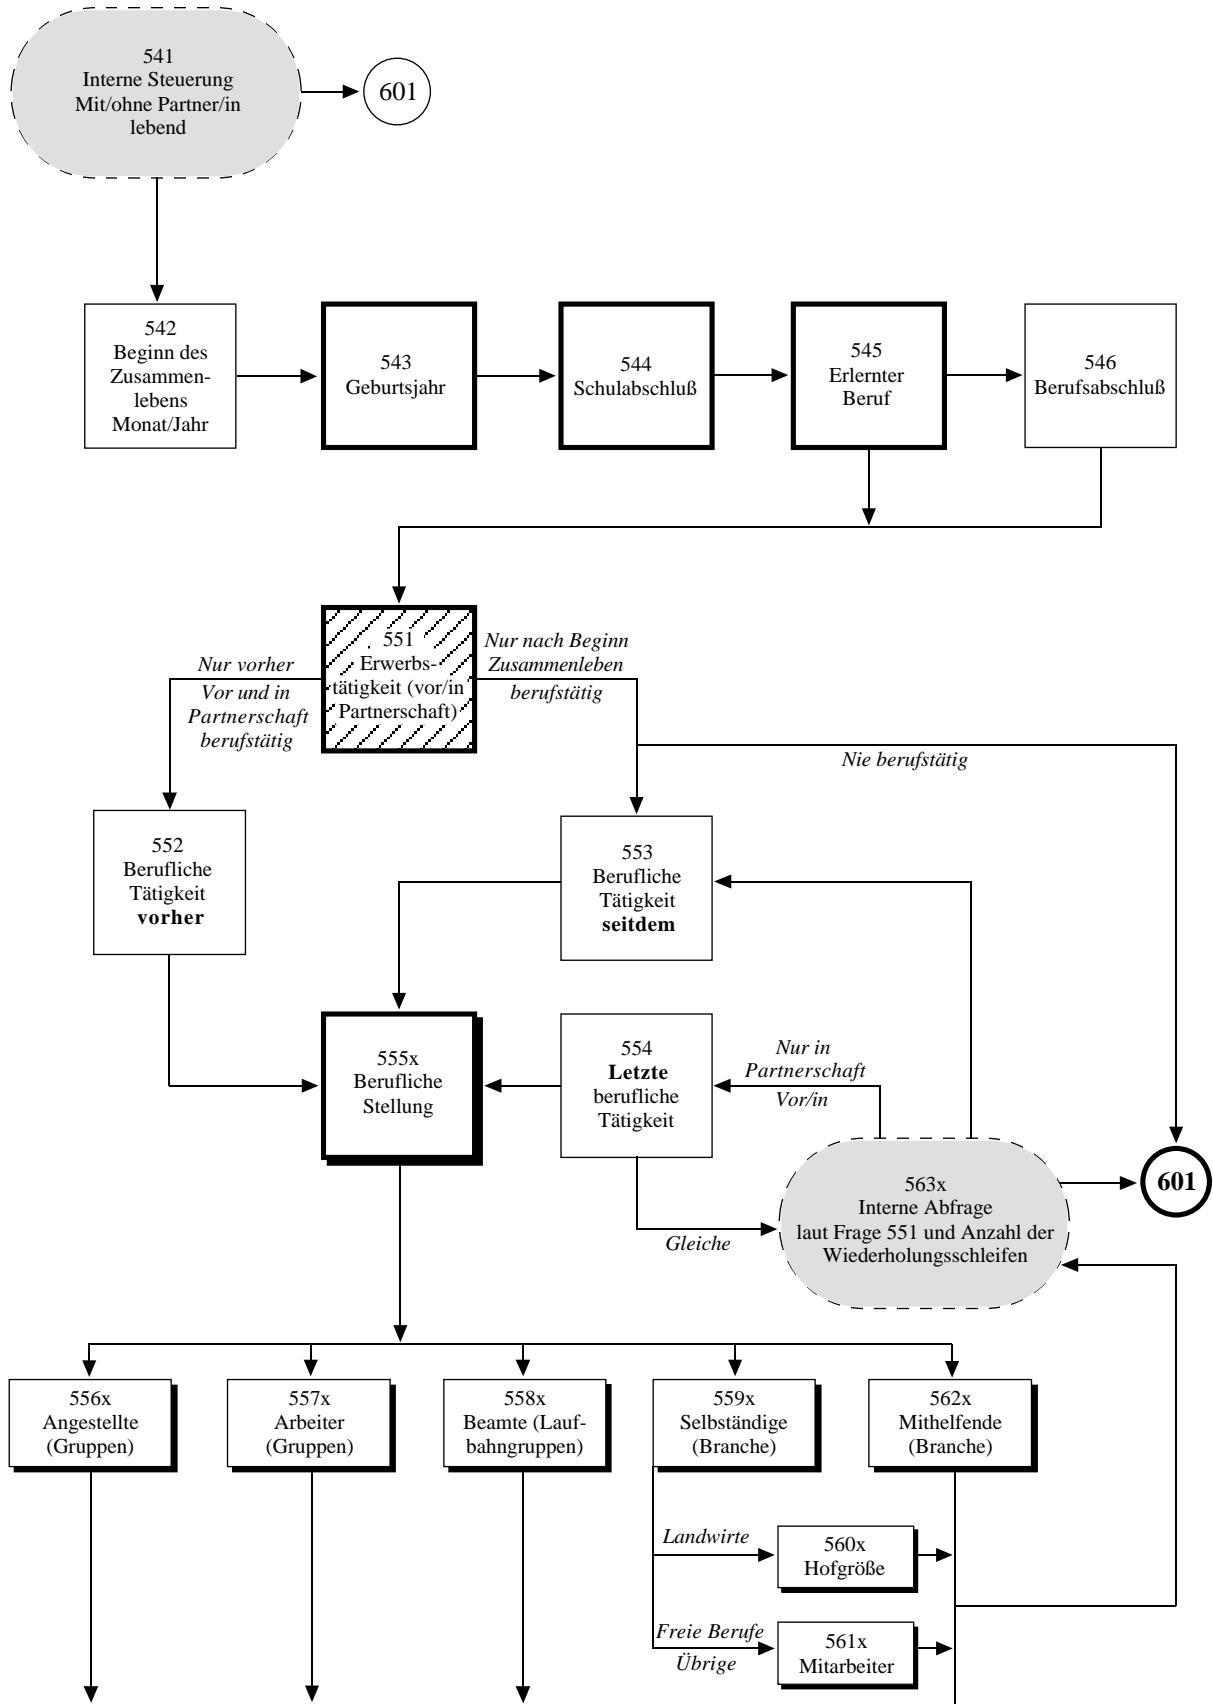 541
Interne Steuerung
Mit/ohne Partner/in
lebend
601
542
Beginn des
Zusammen-
lebens
Monat/Jahr
543
Geburtsjahr
544
Schulabschluß
545
Erlernter
Beruf
546
Berufsabschluß
551
Erwerbs-
tätigkeit (vor/in
Partnerschaft)
Nur vorher
Vor und in
Partnerschaft
berufstätig
Nur nach Beginn
Zusammenleben
berufstätig
Nie berufstätig
552
Berufliche
Tätigkeit
vorher
553
Berufliche
Tätigkeit
seitdem
555x
Berufliche
Stellung
554
Letzte
berufliche
Tätigkeit
Nur in
Partnerschaft
Vor/in
601
563x
Interne Abfrage
laut Frage 551 und Anzahl der
Wiederholungsschleifen
Gleiche
556x
Angestellte
(Gruppen)
557x
Arbeiter
(Gruppen)
558x
Beamte (Lauf-
bahngruppen)
559x
Selbständige
(Branche)
562x
Mithelfende
(Branche)
Landwirte
560x
Hofgröße
Freie Berufe
Übrige
561x
Mitarbeiter